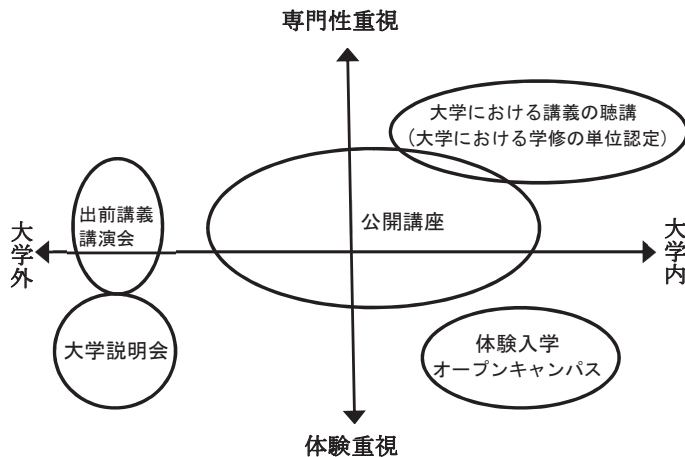 専門性重視
大学における講義の聴講
（大学における学修の単位認定）
出前講義
講演会
公開講座
大学外
大学内
大学説明会
体験入学
オープンキャンパス
体験重視